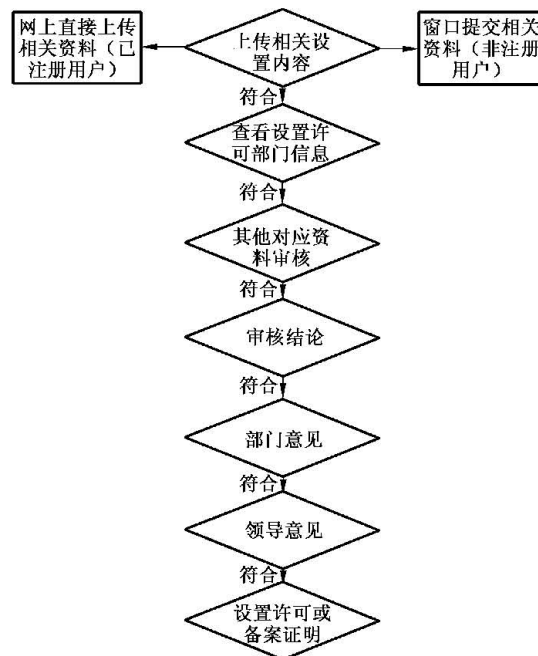 网上直接上传
相关资料（已
注册用户）
上传相关设
置内容
窗口提交相关
资料（非注册
用户）
符合
查看设置许
可部门信息
符合
其他对应资
料审核
符合
审核结论
符合
部门意见
符合
领导意见
符合
设置许可或
备案证明